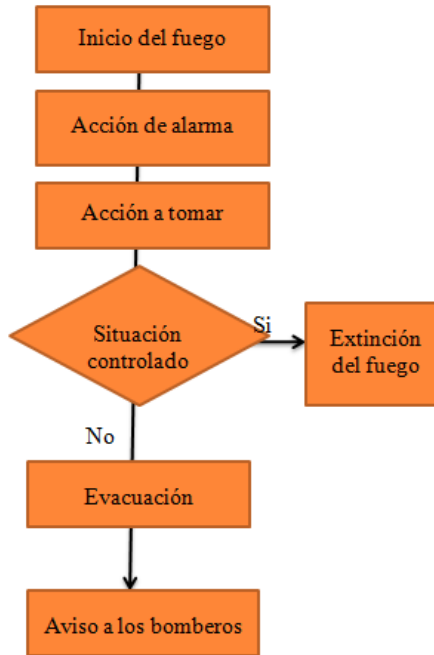 Inicio del fuego
Acción de alarma
Acción a tomar
Situación
controlado
Si
Extinción
del fuego
No
Evacuación
Aviso a los bomberos